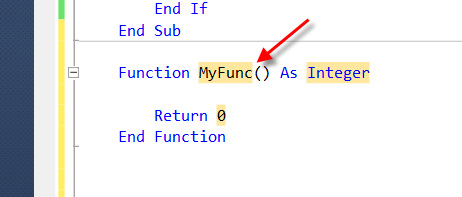 End If
End Sub
Function MyFunc() As Integer
Return 0
End Function